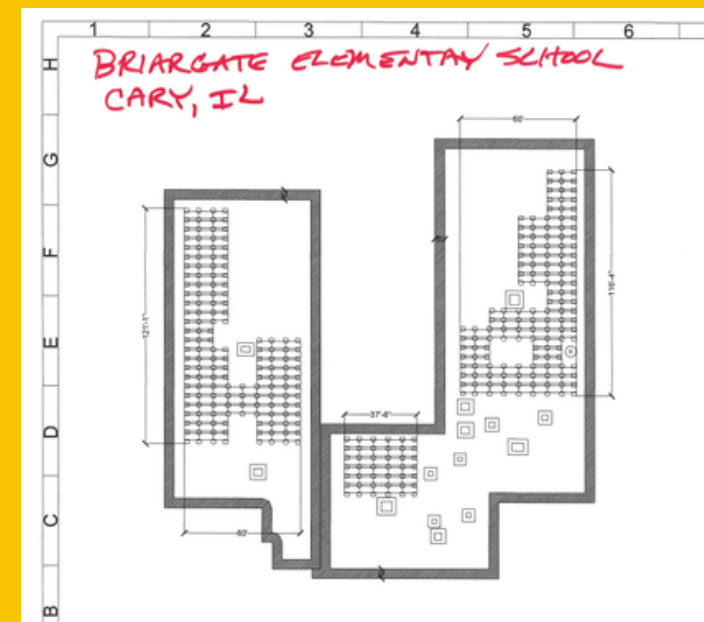 1 2 3 4 5 6
H
BRIARGATE ELEMENTAY SCHOOL
CARY, IL
G
60'
F
121'-1"
116'-4"
E
D
37'-6"
C
60'
B